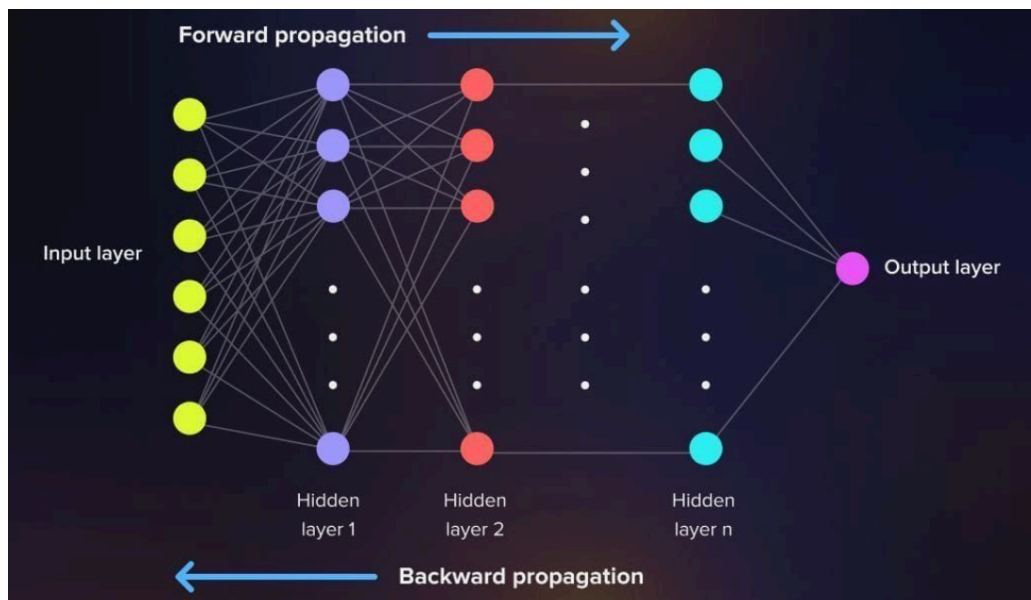 Forward propagation
Input layer
Output layer
Hidden
layer 1
Hidden
layer 2
Hidden
layer n
Backward propagation